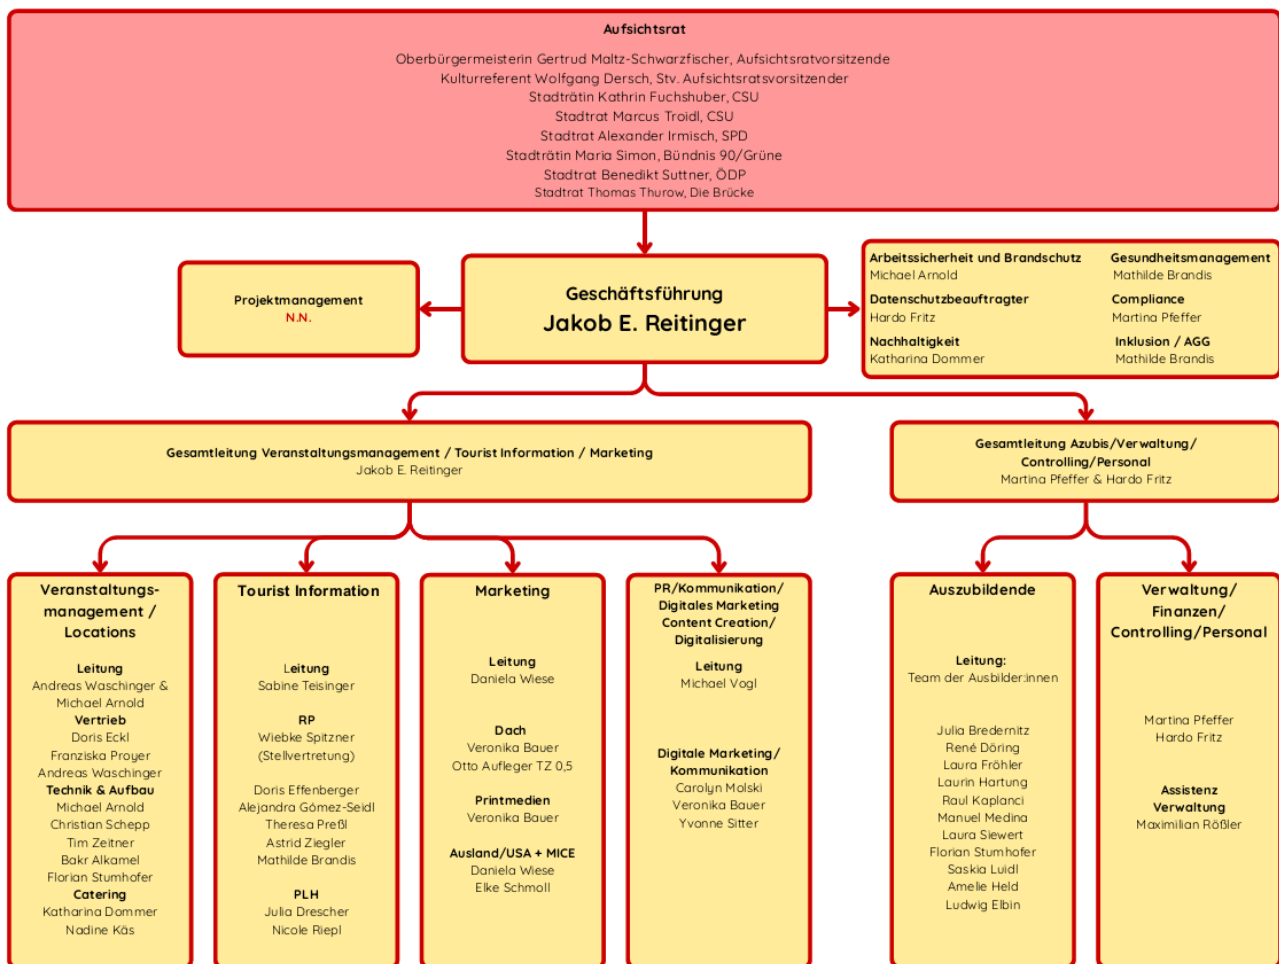 Aufsichtsrat
Oberbürgermeisterin Gertrud Maltz-Schwarzfischer, Aufsichtsratvorsitzende
Kulturreferent Wolfgang Dersch, Stv. Aufsichtsratsvorsitzender
Stadträtin Kathrin Fuchshuber, CSU
Stadtrat Marcus Troidl, CSU
Stadtrat Alexander Irmisch, SPD
Stadträtin Maria Simon, Bündnis 90/Grüne
Stadtrat Benedikt Suttner, ÖDP
Stadtrat Thomas Thurow, Die Brücke
Projektmanagement
N.N.
Geschäftsführung
Jakob E. Reitinger
Arbeitssicherheit und Brandschutz
Michael Arnold
Datenschutzbeauftragter
Hardo Fritz
Nachhaltigkeit
Katharina Dommer
Gesundheitsmanagement
Mathilde Brandis
Compliance
Martina Pfeffer
Inklusion / AGG
Mathilde Brandis
Gesamtleitung Veranstaltungsmanagement / Tourist Information / Marketing
Jakob E. Reitinger
Gesamtleitung Azubis/Verwaltung/
Controlling/Personal
Martina Pfeffer & Hardo Fritz
Veranstaltungs-
management /
Locations
Leitung
Andreas Waschinger &
Michael Arnold
Vertrieb
Doris Eckl
Franziska Proyer
Andreas Waschinger
Technik & Aufbau
Michael Arnold
Christian Schepp
Tim Zeitner
Bakr Alkamel
Florian Stumhofer
Catering
Katharina Dommer
Nadine Käs
Tourist Information
Leitung
Sabine Teisinger
RP
Wiebke Spitzner
(Stellvertretung)
Doris Effenberger
Alejandra Gómez-Seidl
Theresa Preßl
Astrid Ziegler
Mathilde Brandis
PLH
Julia Drescher
Nicole Riepl
Marketing
Leitung
Daniela Wiese
Dach
Veronika Bauer
Otto Aufleger TZ 0,5
Printmedien
Veronika Bauer
Ausland/USA + MICE
Daniela Wiese
Elke Schmoll
PR/Kommunikation/
Digitales Marketing
Content Creation/
Digitalisierung
Leitung
Michael Vogl
Digitale Marketing/
Kommunikation
Carolyn Molski
Veronika Bauer
Yvonne Sitter
Auszubildende
Leitung:
Team der Ausbilder:innen
Julia Bredernitz
René Döring
Laura Fröhler
Laurin Hartung
Raul Kaplanci
Manuel Medina
Laura Siewert
Florian Stumhofer
Saskia Luidl
Amelie Held
Ludwig Elbin
Verwaltung/
Finanzen/
Controlling/Personal
Martina Pfeffer
Hardo Fritz
Assistenz
Verwaltung
Maximilian Rößler